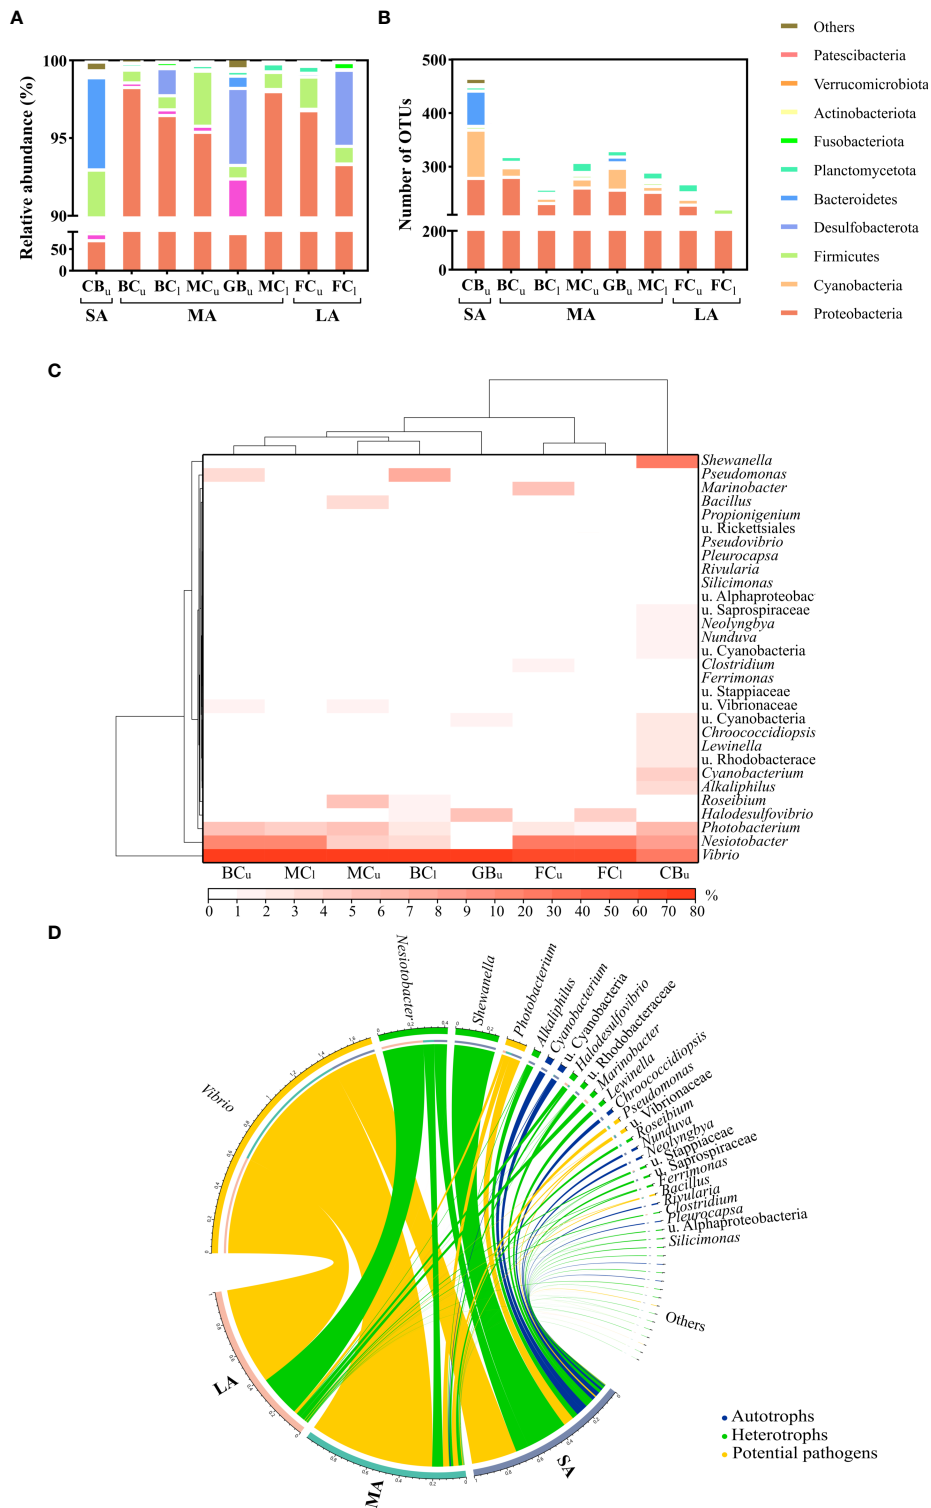 A
B
100
95
90
50
0
Relative abundance (%)
CBu BCu BCl MCu GBu MCl FCu FCl
SA MA LA
500
400
300
200
0
Number of OTUs
CBu BCu BCl MCu GBu MCl FCu FCl
SA MA LA
Others
Patescibacteria
Verrucomicrobiota
Actinobacteriota
Fusobacteriota
Planctomycetota
Bacteroidetes
Desulfobacterota
Firmicutes
Cyanobacteria
Proteobacteria
C
Shewanella
Pseudomonas
Marinobacter
Bacillus
Propionigenium
u. Rickettsiales
Pseudovibrio
Pleurocapsa
Rivularia
Silicimonas
u. Alphaproteobac
u. Saprospiraceae
Neolyngbya
Nunduva
u. Cyanobacteria
Clostridium
Ferrimonas
u. Stappiaceae
u. Vibrionaceae
u. Cyanobacteria
Chroococcidiopsis
Lewinella
u. Rhodobacterace
Cyanobacterium
Alkaliphilus
Roseibium
Halodesulfovibrio
Photobacterium
Nesiotobacter
Vibrio
BCu MCl MCu BCl GBu FCu FCl CBu
0 1 2 3 4 5 6 7 8 9 10 20 30 40 60 70 80 %
D
Vibrio
Nesiotobacter
Shewanella
Photobacterium
Alkaliphilus
Cyanobacterium
u. Cyanobacteria
Halodesulfovibrio
u. Rhodobacteraceae
Marinobacter
Lewinella
Chroococcidiopsis
Pseudomonas
u. Vibrionaceae
Roseibium
Nunduva
Neolyngbya
u. Stappiaceae
u. Saprospiraceae
Ferrimonas
Bacillus
Rivularia
Clostridium
Pleurocapsa
u. Alphaproteobacteria
Silicimonas
Others
LA
MA
SA
Autotrophs
Heterotrophs
Potential pathogens